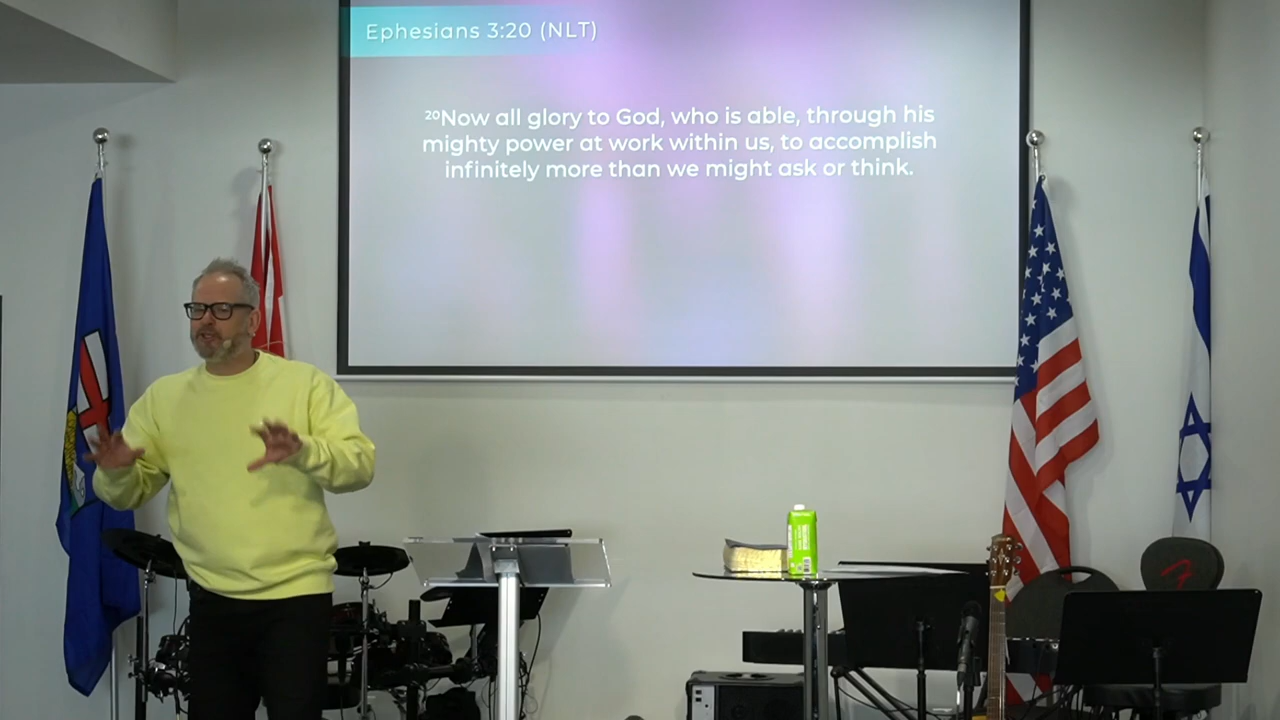 Ephesians 3:20 (NLT)
²⁰Now all glory to God, who is able, through his
mighty power at work within us, to accomplish
infinitely more than we might ask or think.